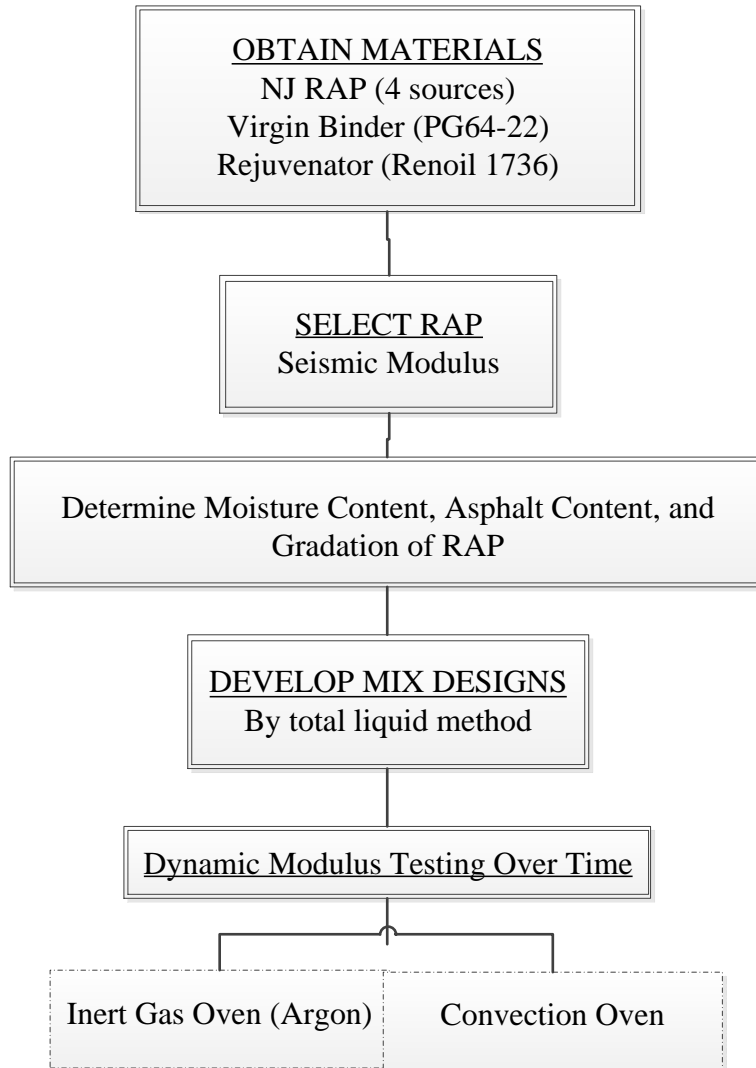 OBTAIN MATERIALS
NJ RAP (4 sources)
Virgin Binder (PG64-22)
Rejuvenator (Renoil 1736)
SELECT RAP
Seismic Modulus
Determine Moisture Content, Asphalt Content, and
Gradation of RAP
DEVELOP MIX DESIGNS
By total liquid method
Dynamic Modulus Testing Over Time
Inert Gas Oven (Argon)
Convection Oven